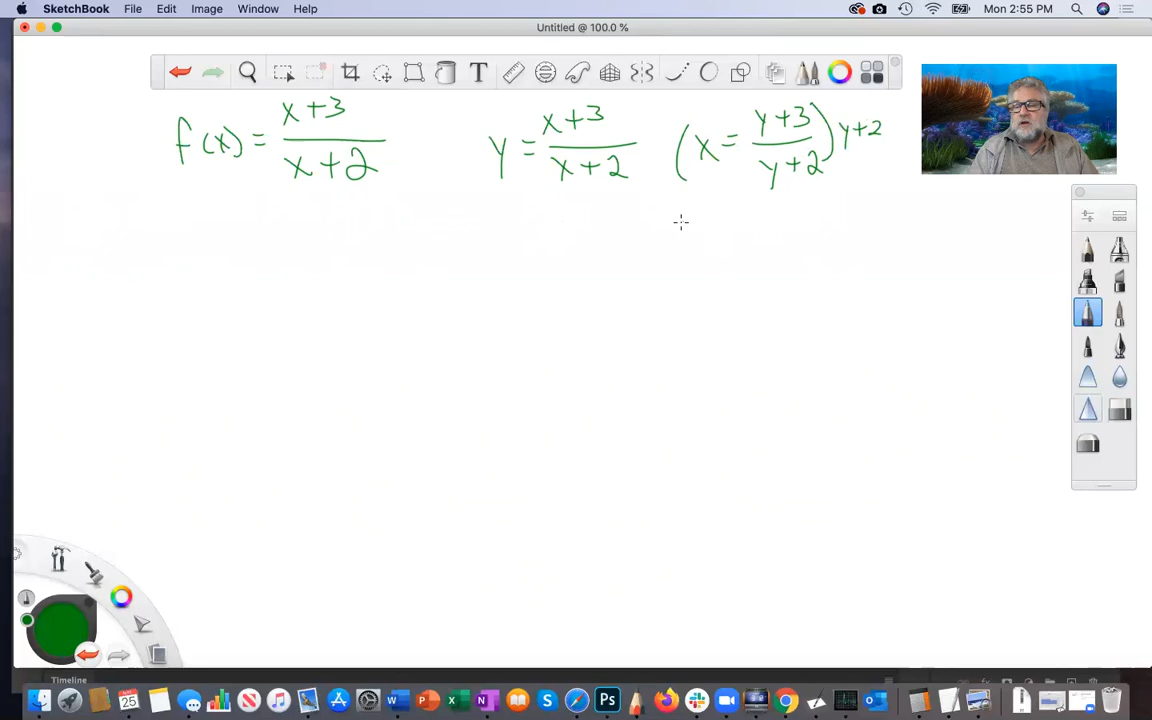 SketchBook File Edit Image Window Help Mon 2:55 PM
Untitled @ 100.0 %
T
f(x) = x+3 / x+2 y = x+3 / x+2 (x = y+3 / y+2) y+2
Timeline